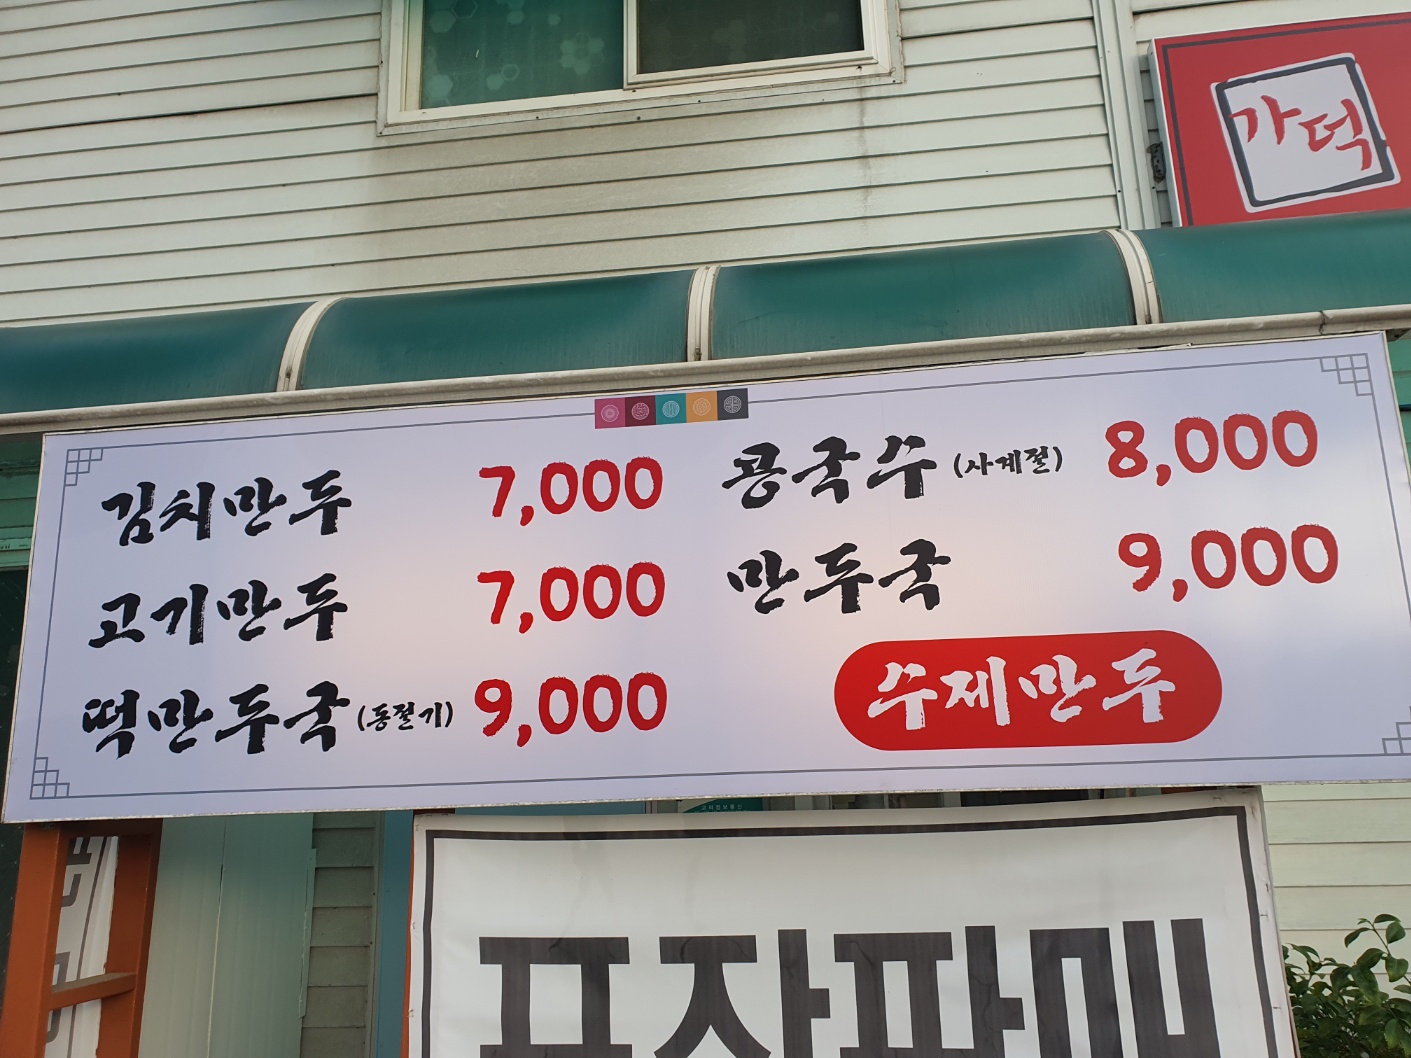 가덕
김치만두 7,000
고기만두 7,000
떡만두국 (동절기) 9,000
콩국수 (사계절) 8,000
만두국 9,000
수제만두
포장판매